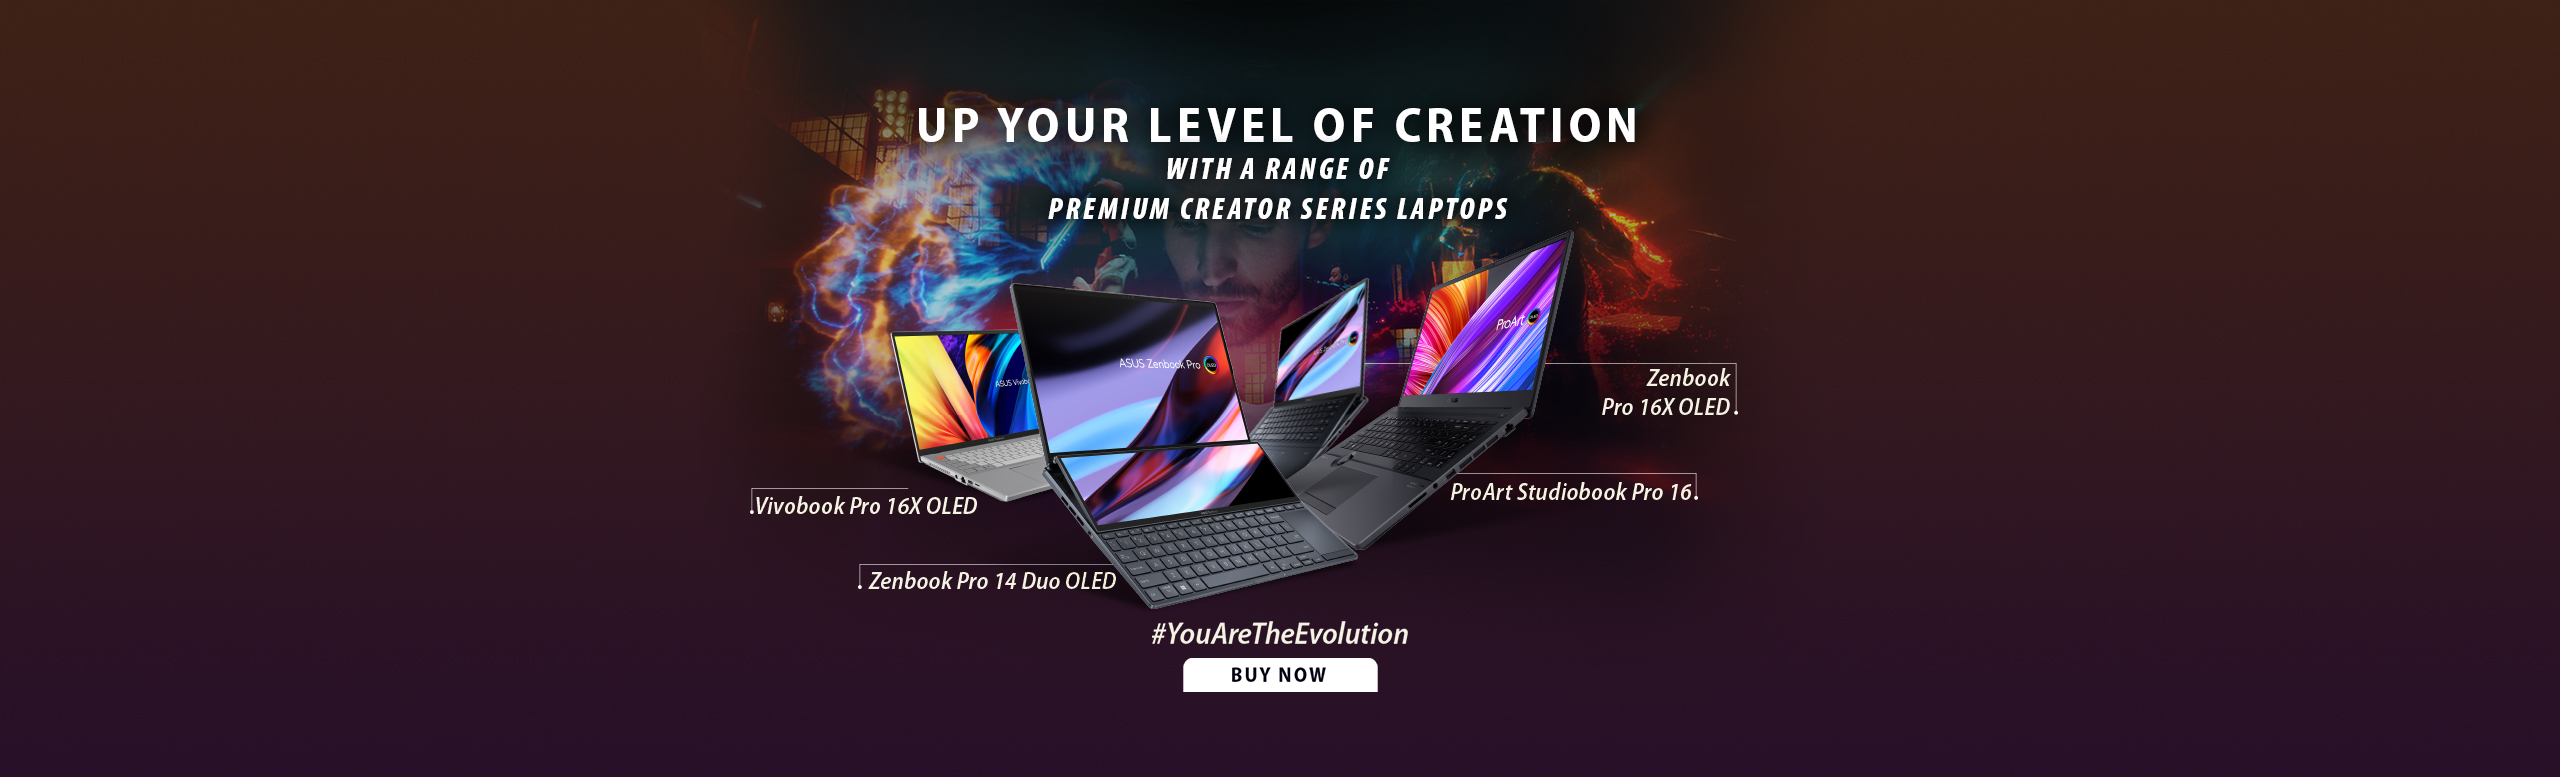 UP YOUR LEVEL OF CREATION
WITH A RANGE OF
PREMIUM CREATOR SERIES LAPTOPS
ProArt
ASUS Zenbook Pro
ASUS Vivobo
Zenbook
Pro 16X OLED
ProArt Studiobook Pro 16
Vivobook Pro 16X OLED
Zenbook Pro 14 Duo OLED
#YouAreTheEvolution
BUY NOW